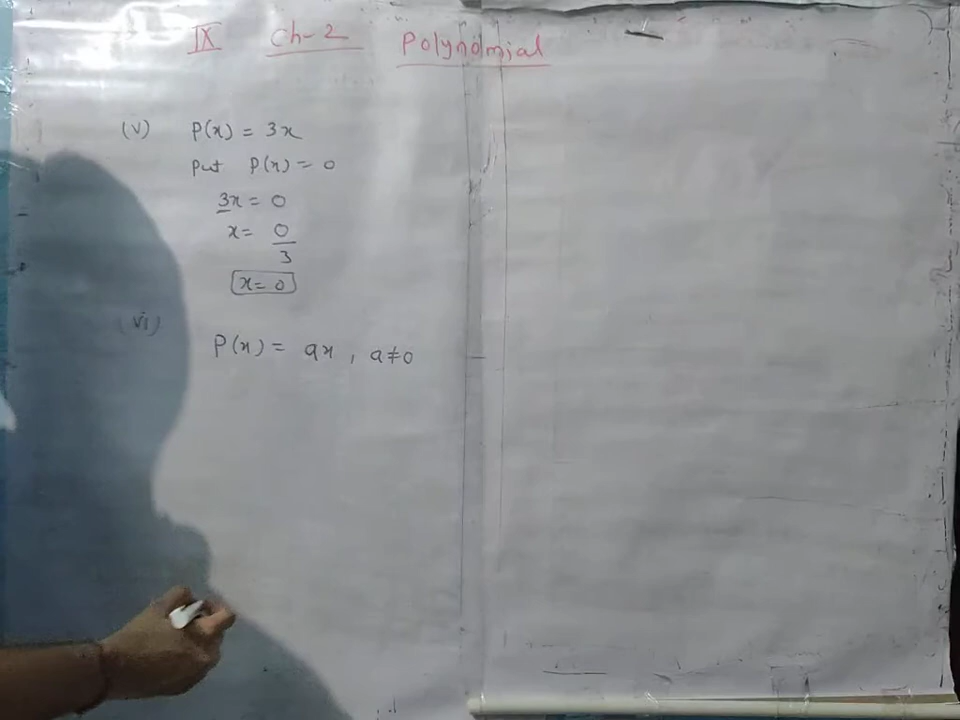 IX Ch-2 Polynomial
(V) P(x) = 3x
Put P(x) = 0
3x = 0
x = 0/3
x = 0
(vi)
P(x) = ax, a≠0